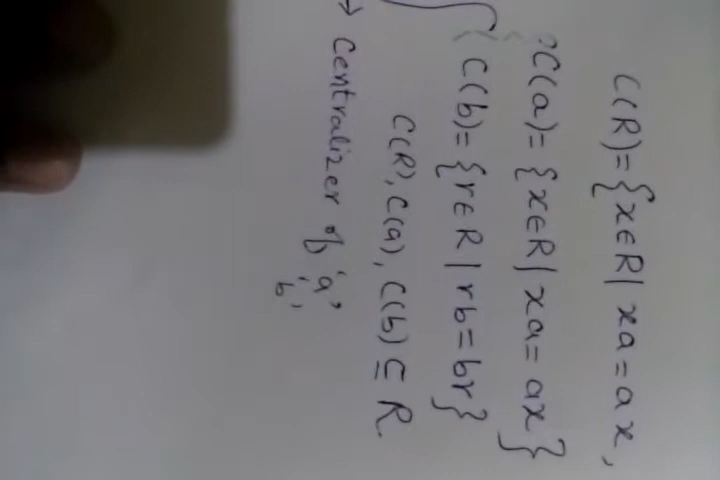 C(R)={x∈R| xa=ax,
C(a)={x∈R| xa=ax}
C(b)={r∈R| rb=br}
C(R), C(a), C(b) ⊆ R.
→ Centralizer of 'a'
'b'